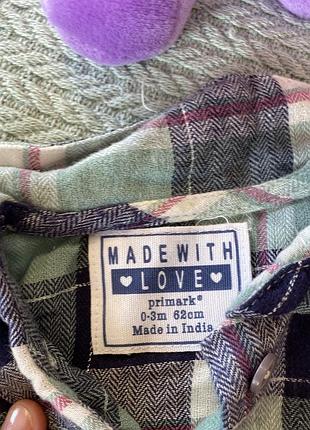 MADE WITH
LOVE
primark®
0-3m 62cm
Made in India